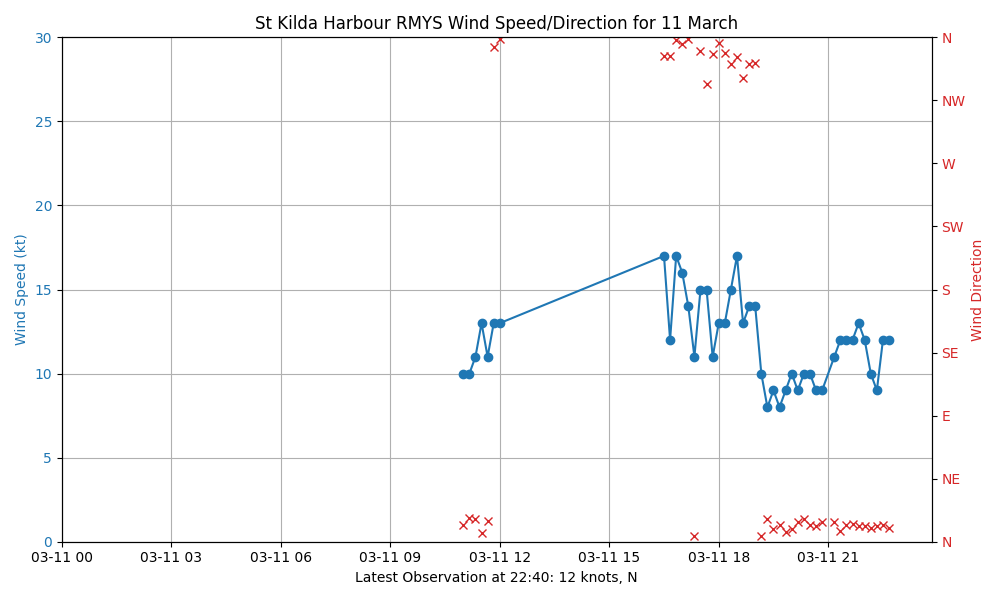 St Kilda Harbour RMYS Wind Speed/Direction for 11 March
30
25
20
15
10
5
0
Wind Speed (kt)
N
NW
W
SW
S
SE
E
NE
N
Wind Direction
03-11 00
03-11 03
03-11 06
03-11 09
03-11 12
03-11 15
03-11 18
03-11 21
Latest Observation at 22:40: 12 knots, N